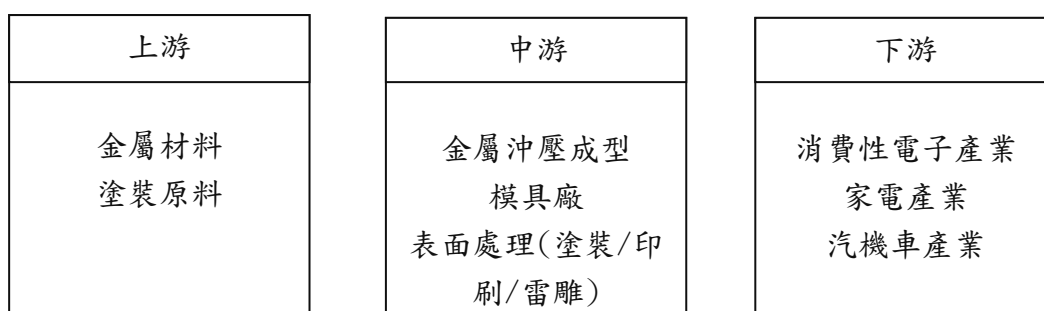 上游
金屬材料
塗裝原料
中游
金屬沖壓成型
模具廠
表面處理(塗裝/印
刷/雷雕)
下游
消費性電子產業
家電產業
汽機車產業